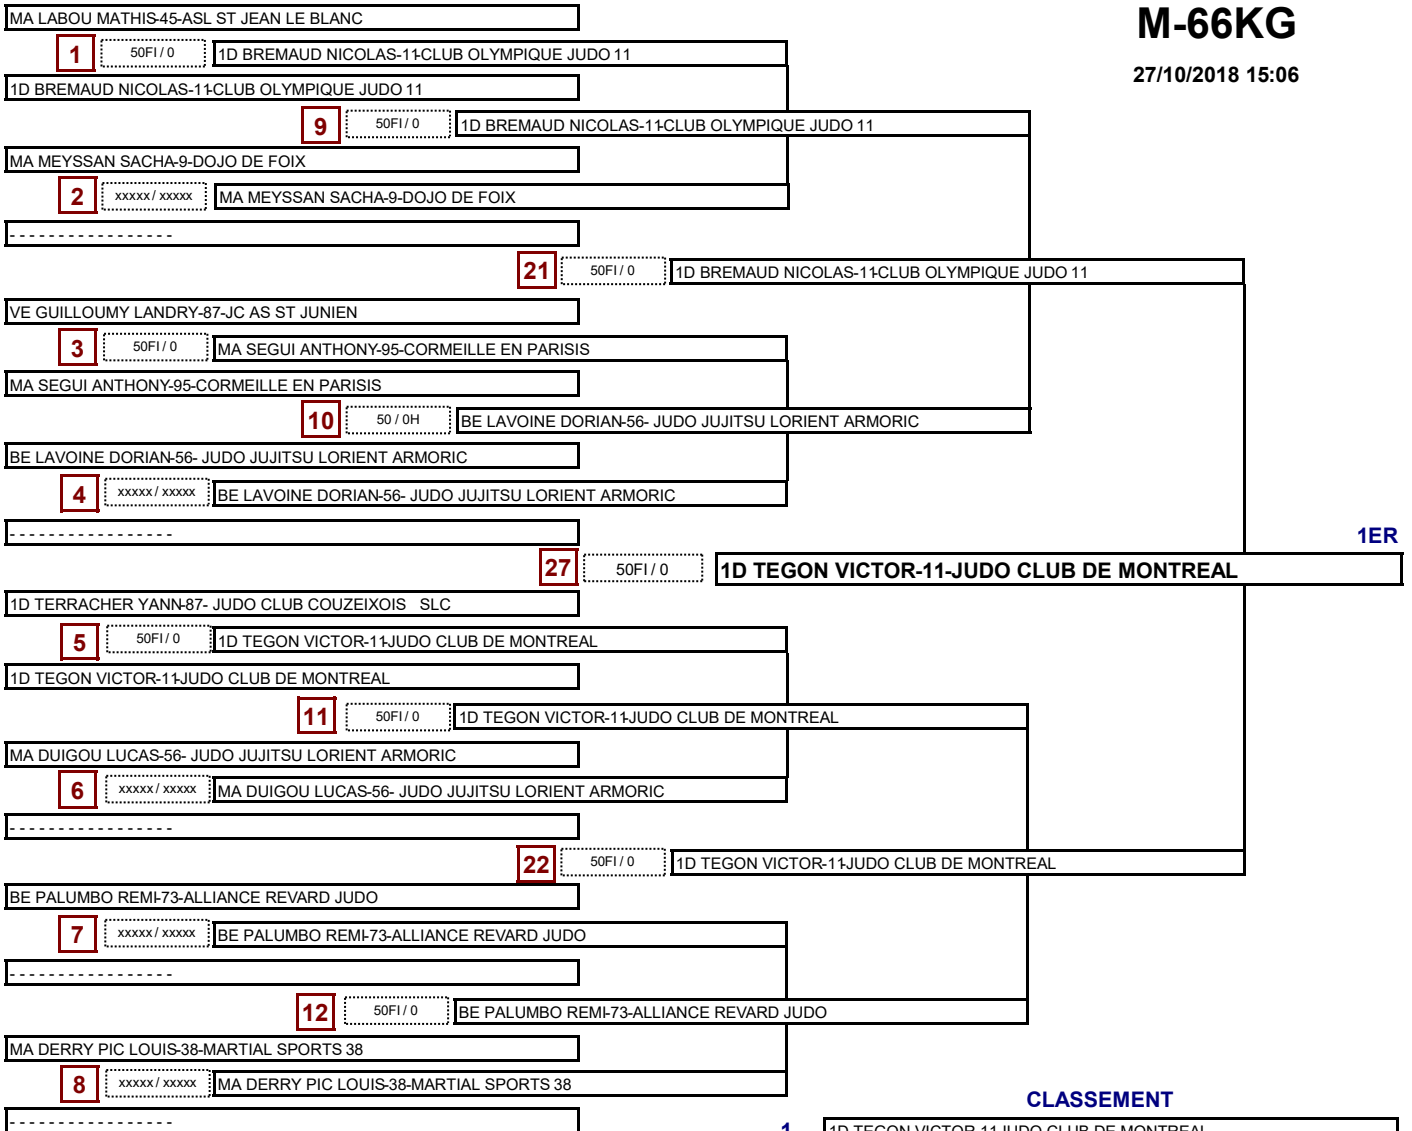 MA LABOU MATHIS-45-ASL ST JEAN LE BLANC
M-66KG
1 50FI / 0 1D BREMAUD NICOLAS-11-CLUB OLYMPIQUE JUDO 11
27/10/2018 15:06
1D BREMAUD NICOLAS-11-CLUB OLYMPIQUE JUDO 11
9 50FI / 0 1D BREMAUD NICOLAS-11-CLUB OLYMPIQUE JUDO 11
MA MEYSSAN SACHA-9-DOJO DE FOIX
2 xxxxx / xxxxx MA MEYSSAN SACHA-9-DOJO DE FOIX
- - - - - - - - - - - - - - - - -
21 50FI / 0 1D BREMAUD NICOLAS-11-CLUB OLYMPIQUE JUDO 11
VE GUILLOUMY LANDRY-87-JC AS ST JUNIEN
3 50FI / 0 MA SEGUI ANTHONY-95-CORMEILLE EN PARISIS
MA SEGUI ANTHONY-95-CORMEILLE EN PARISIS
10 50 / 0H BE LAVOINE DORIAN-56- JUDO JUJITSU LORIENT ARMORIC
BE LAVOINE DORIAN-56- JUDO JUJITSU LORIENT ARMORIC
4 xxxxx / xxxxx BE LAVOINE DORIAN-56- JUDO JUJITSU LORIENT ARMORIC
- - - - - - - - - - - - - - - - -
1ER
27 50FI / 0 1D TEGON VICTOR-11-JUDO CLUB DE MONTREAL
1D TERRACHER YANN-87- JUDO CLUB COUZEIXOIS SLC
5 50FI / 0 1D TEGON VICTOR-11-JUDO CLUB DE MONTREAL
1D TEGON VICTOR-11-JUDO CLUB DE MONTREAL
11 50FI / 0 1D TEGON VICTOR-11-JUDO CLUB DE MONTREAL
MA DUIGOU LUCAS-56- JUDO JUJITSU LORIENT ARMORIC
6 xxxxx / xxxxx MA DUIGOU LUCAS-56- JUDO JUJITSU LORIENT ARMORIC
- - - - - - - - - - - - - - - - -
22 50FI / 0 1D TEGON VICTOR-11-JUDO CLUB DE MONTREAL
BE PALUMBO REMI-73-ALLIANCE REVARD JUDO
7 xxxxx / xxxxx BE PALUMBO REMI-73-ALLIANCE REVARD JUDO
- - - - - - - - - - - - - - - - -
12 50FI / 0 BE PALUMBO REMI-73-ALLIANCE REVARD JUDO
MA DERRY PIC LOUIS-38-MARTIAL SPORTS 38
8 xxxxx / xxxxx MA DERRY PIC LOUIS-38-MARTIAL SPORTS 38
CLASSEMENT
- - - - - - - - - - - - - - - - -
1 1D TEGON VICTOR-11-JUDO CLUB DE MONTREAL